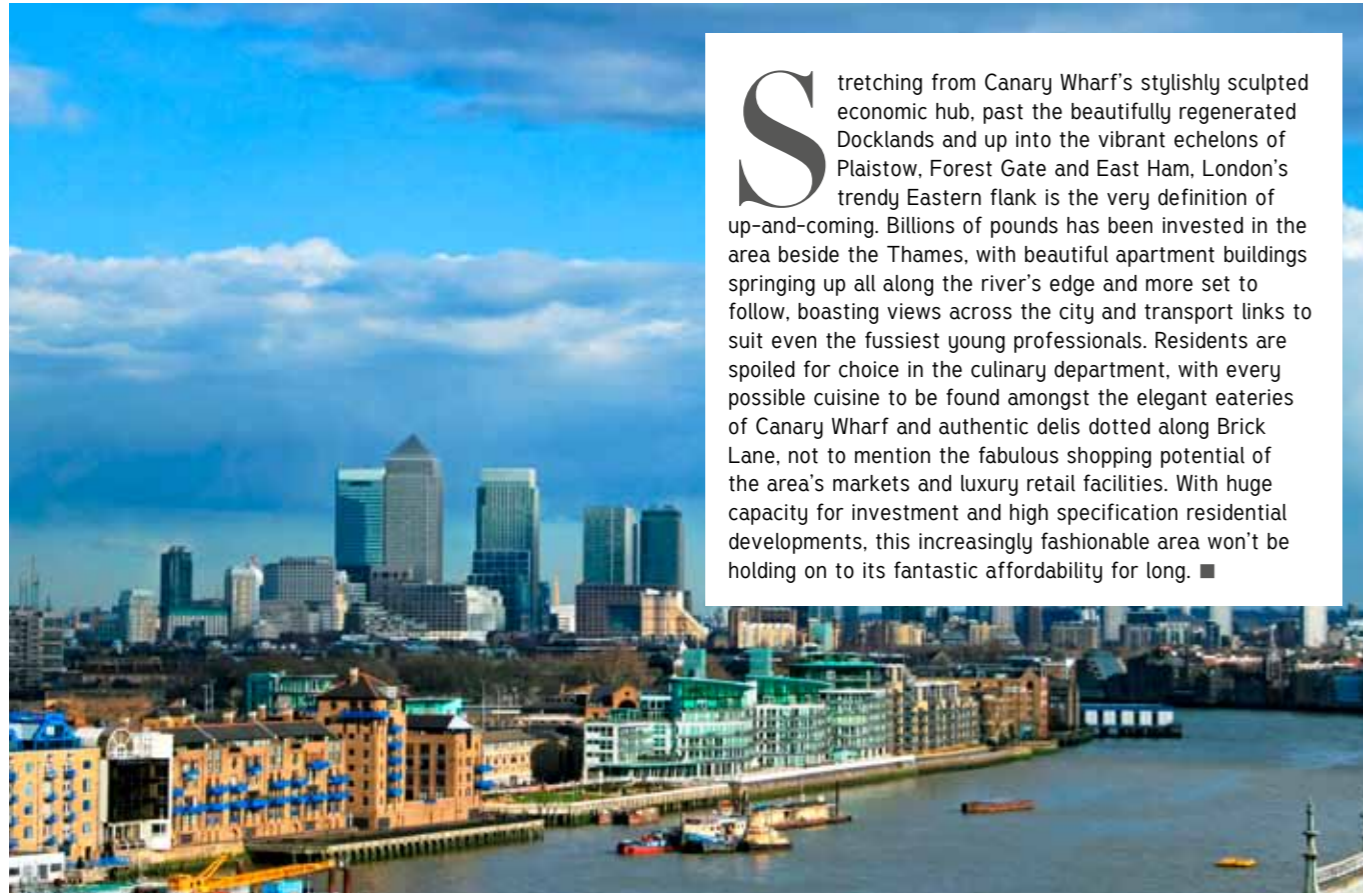 Stretching from Canary Wharf's stylishly sculpted
economic hub, past the beautifully regenerated
Docklands and up into the vibrant echelons of
Plaistow, Forest Gate and East Ham, London's
trendy Eastern flank is the very definition of
up-and-coming. Billions of pounds has been invested in the
area beside the Thames, with beautiful apartment buildings
springing up all along the river's edge and more set to
follow, boasting views across the city and transport links to
suit even the fussiest young professionals. Residents are
spoiled for choice in the culinary department, with every
possible cuisine to be found amongst the elegant eateries
of Canary Wharf and authentic delis dotted along Brick
Lane, not to mention the fabulous shopping potential of
the area's markets and luxury retail facilities. With huge
capacity for investment and high specification residential
developments, this increasingly fashionable area won't be
holding on to its fantastic affordability for long. ■